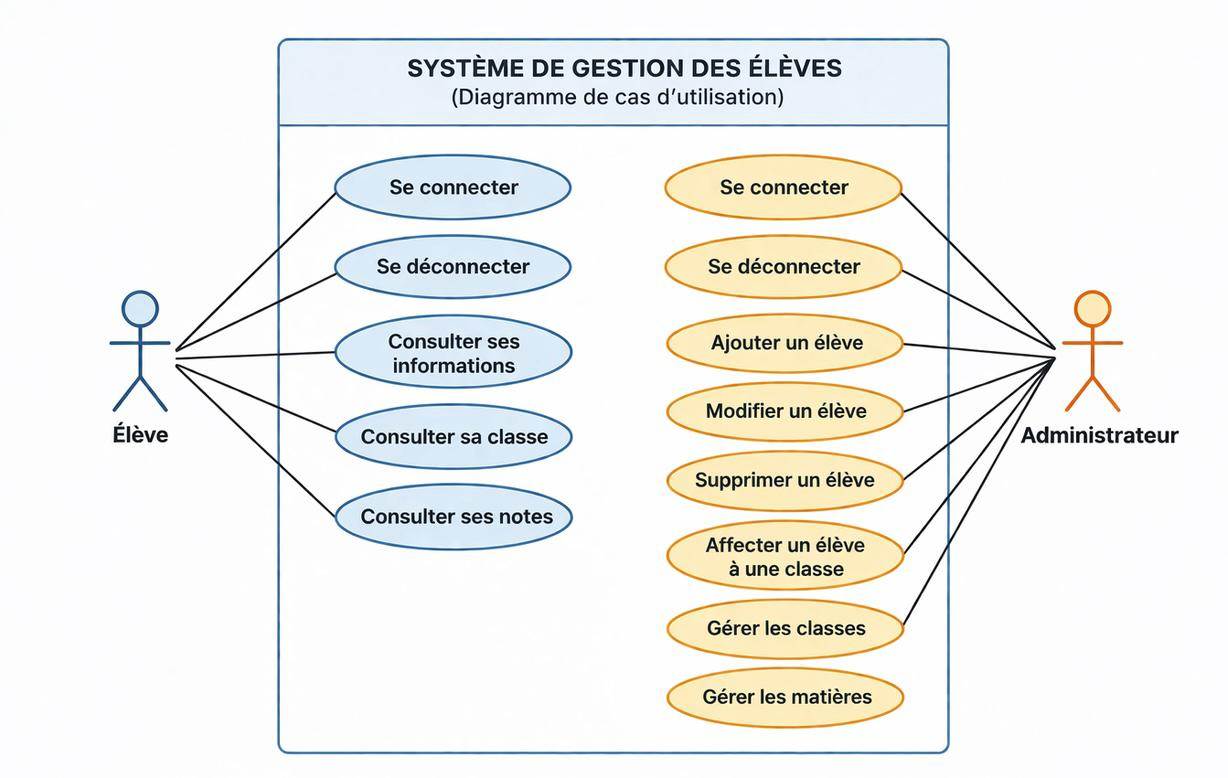 SYSTÈME DE GESTION DES ÉLÈVES
(Diagramme de cas d’utilisation)
Se connecter
Se déconnecter
Consulter ses
informations
Consulter sa classe
Consulter ses notes
Élève
Se connecter
Se déconnecter
Ajouter un élève
Modifier un élève
Supprimer un élève
Affecter un élève
à une classe
Gérer les classes
Gérer les matières
Administrateur